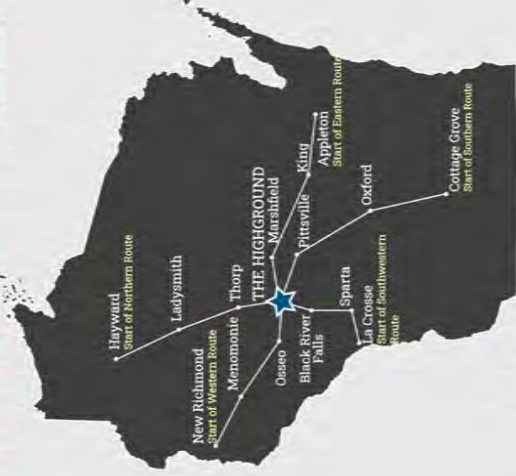 Hayward
Start of Northern Route
Ladysmith
Thorp
New Richmond
Start of Western Route
Menomonie
Osseo
THE HIGHGROUND
Marshfield
King
Appleton
Start of Eastern Route
Pittsville
Oxford
Cottage Grove
Start of Southern Route
Black River
Falls
Sparta
La Crosse
Start of Southwestern
Route